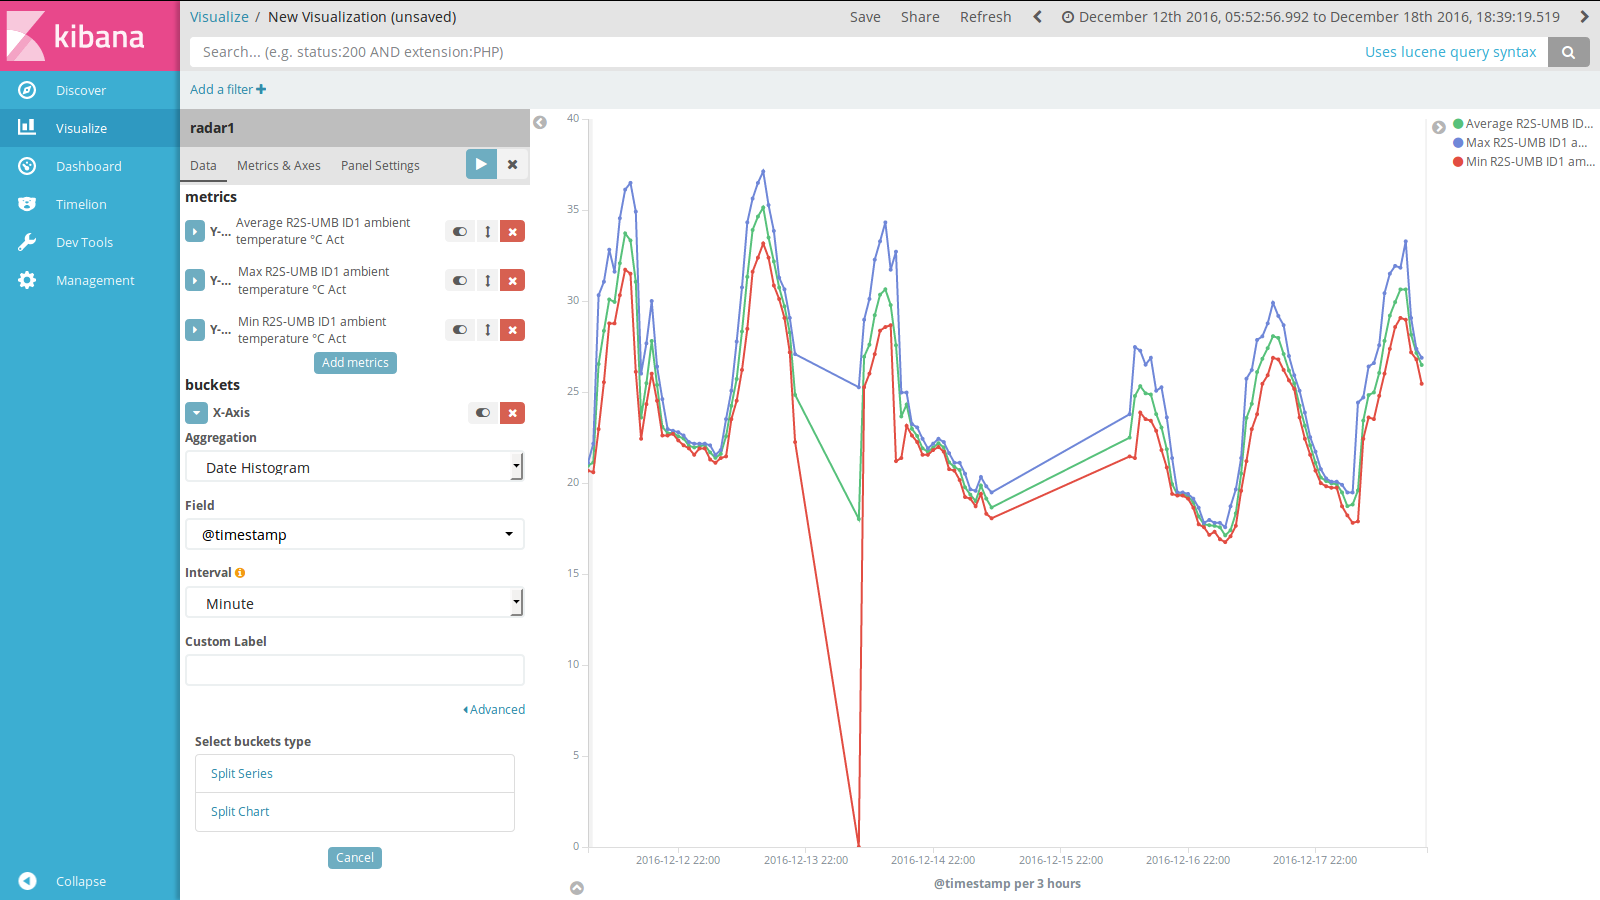 kibana
Discover
Visualize
Dashboard
Timelion
Dev Tools
Management
Collapse
Visualize / New Visualization (unsaved)
Save Share Refresh December 12th 2016, 05:52:56.992 to December 18th 2016, 18:39:19.519
Search... (e.g. status:200 AND extension:PHP)
Uses lucene query syntax
Add a filter +
radar1
Data Metrics & Axes Panel Settings
metrics
Y-... Average R2S-UMB ID1 ambient
temperature °C Act
Y-... Max R2S-UMB ID1 ambient
temperature °C Act
Y-... Min R2S-UMB ID1 ambient
temperature °C Act
Add metrics
buckets
X-Axis
Aggregation
Date Histogram
Field
@timestamp
Interval
Minute
Custom Label
Advanced
Select buckets type
Split Series
Split Chart
Cancel
40
35
30
25
20
15
10
5
0
2016-12-12 22:00 2016-12-13 22:00 2016-12-14 22:00 2016-12-15 22:00 2016-12-16 22:00 2016-12-17 22:00
@timestamp per 3 hours
Average R2S-UMB ID...
Max R2S-UMB ID1 a...
Min R2S-UMB ID1 am...